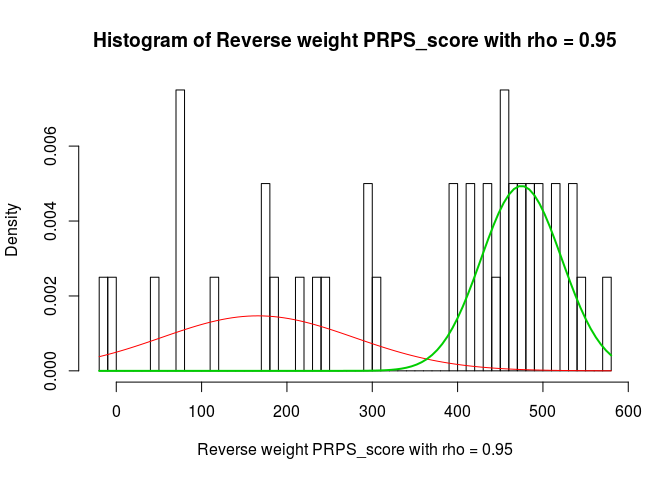 Histogram of Reverse weight PRPS_score with rho = 0.95
Density
0.006
0.004
0.002
0.000
0 100 200 300 400 500 600
Reverse weight PRPS_score with rho = 0.95